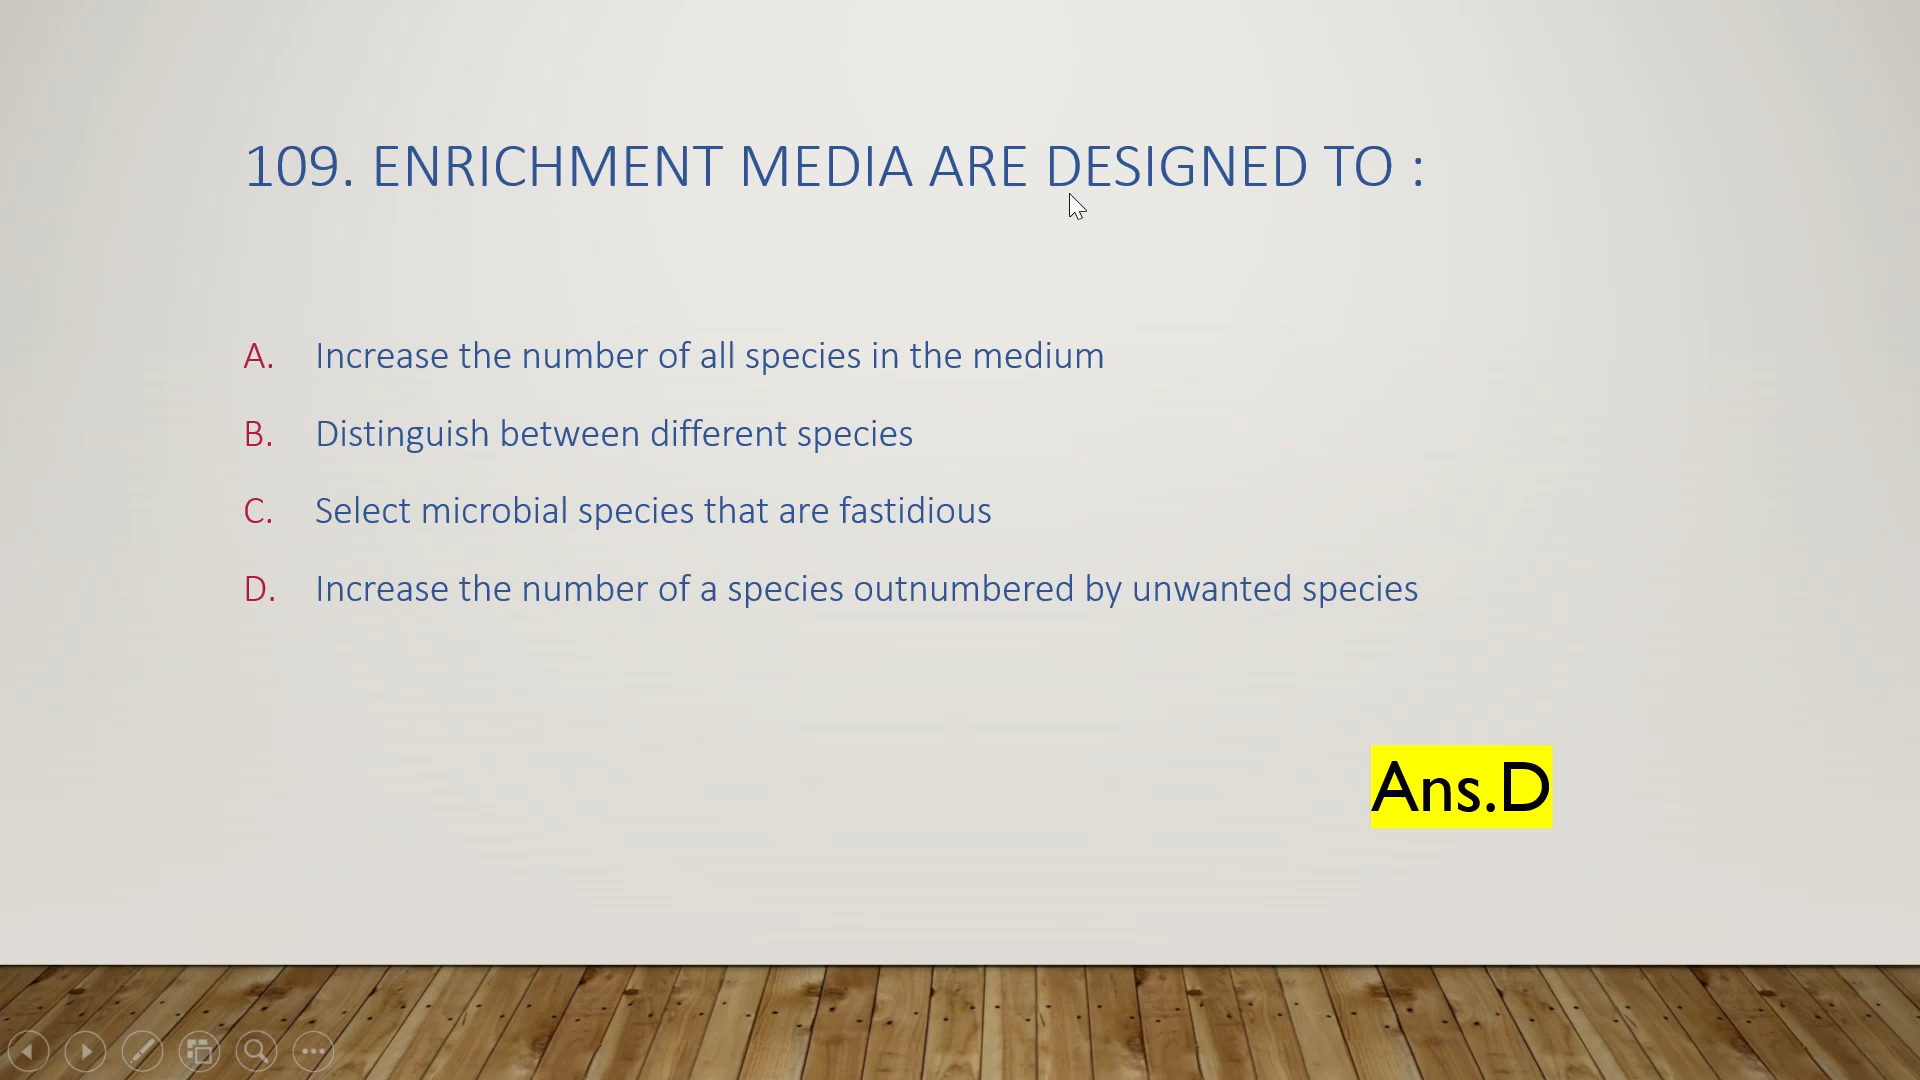 109. ENRICHMENT MEDIA ARE DESIGNED TO :
A. Increase the number of all species in the medium
B. Distinguish between different species
C. Select microbial species that are fastidious
D. Increase the number of a species outnumbered by unwanted species
Ans.D